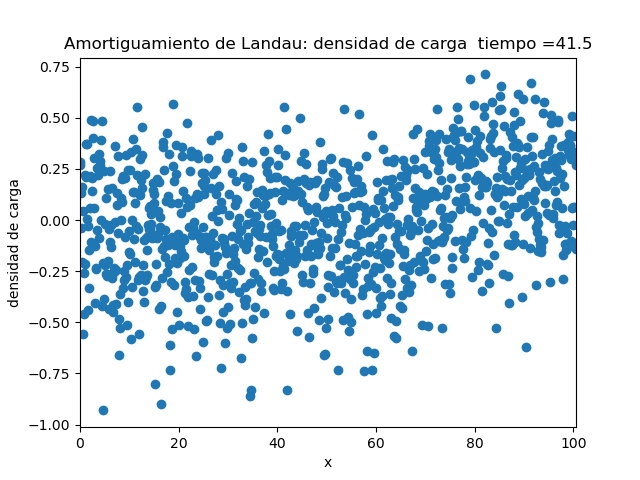 Amortiguamiento de Landau: densidad de carga  tiempo =41.5
0.75
0.50
0.25
0.00
−0.25
−0.50
−0.75
−1.00
densidad de carga
0 20 40 60 80 100
x